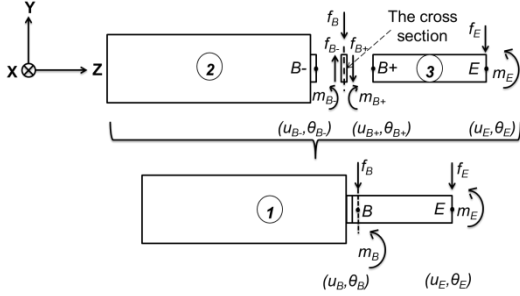 Y
X
Z
2
f_B
The cross
section
f_B-
f_B+
f_E
B-
B+
3
E
m_E
m_B-
m_B+
(u_B-,θ_B-)
(u_B+,θ_B+)
(u_E,θ_E)
f_B
f_E
1
B
E
m_E
m_B
(u_B,θ_B)
(u_E,θ_E)